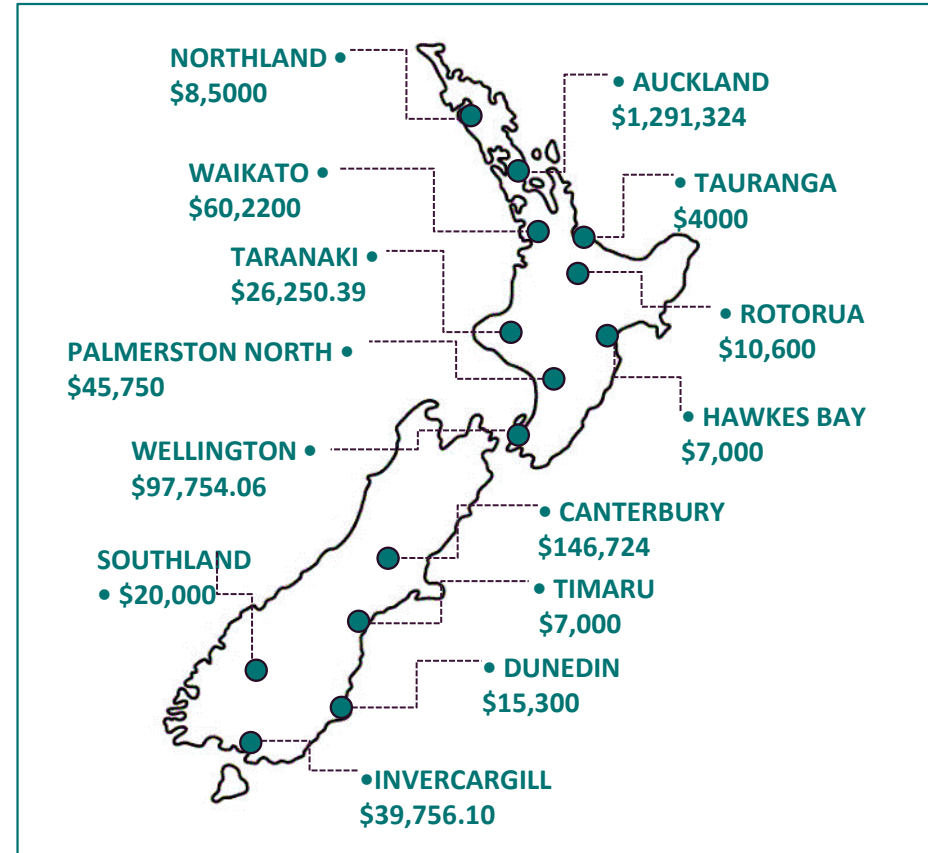 NORTHLAND •
$8,5000
• AUCKLAND
$1,291,324
WAIKATO •
$60,2200
• TAURANGA
$4000
TARANAKI •
$26,250.39
• ROTORUA
$10,600
PALMERSTON NORTH •
$45,750
• HAWKES BAY
$7,000
WELLINGTON •
$97,754.06
• CANTERBURY
$146,724
SOUTHLAND
• $20,000
• TIMARU
$7,000
• DUNEDIN
$15,300
•INVERCARGILL
$39,756.10